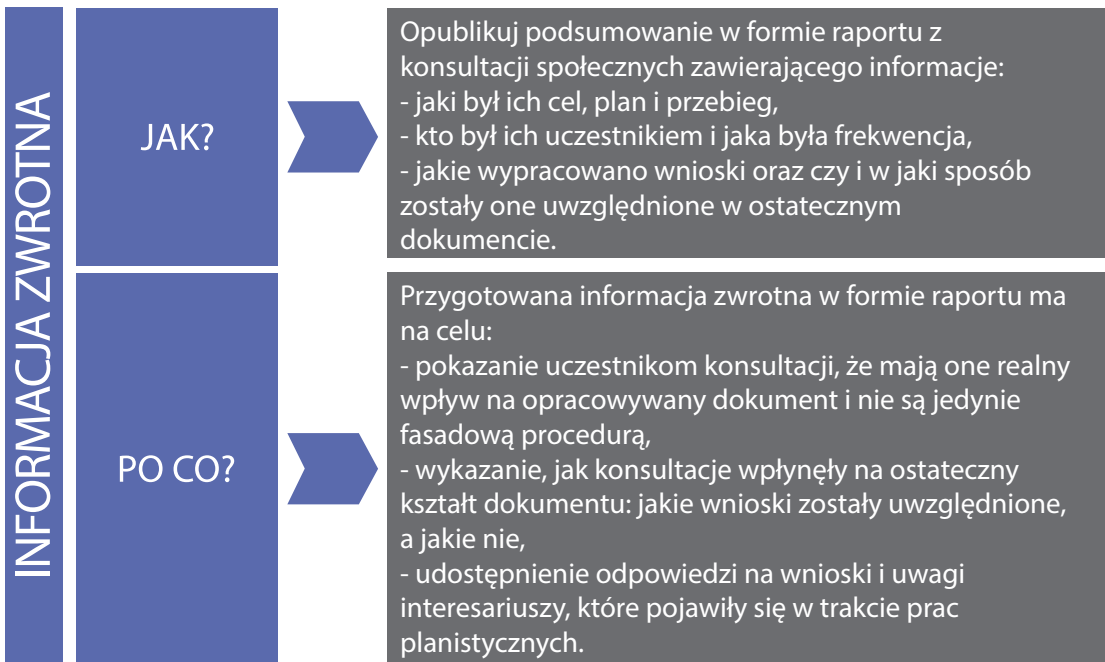 INFORMACJA ZWROTNA
JAK?
Opublikuj podsumowanie w formie raportu z
konsultacji społecznych zawierającego informacje:
- jaki był ich cel, plan i przebieg,
- kto był ich uczestnikiem i jaka była frekwencja,
- jakie wypracowano wnioski oraz czy i w jaki sposób
zostały one uwzględnione w ostatecznym
dokumencie.
PO CO?
Przygotowana informacja zwrotna w formie raportu ma
na celu:
- pokazanie uczestnikom konsultacji, że mają one realny
wpływ na opracowywany dokument i nie są jedynie
fasadową procedurą,
- wykazanie, jak konsultacje wpłynęły na ostateczny
kształt dokumentu: jakie wnioski zostały uwzględnione,
a jakie nie,
- udostępnienie odpowiedzi na wnioski i uwagi
interesariuszy, które pojawiły się w trakcie prac
planistycznych.